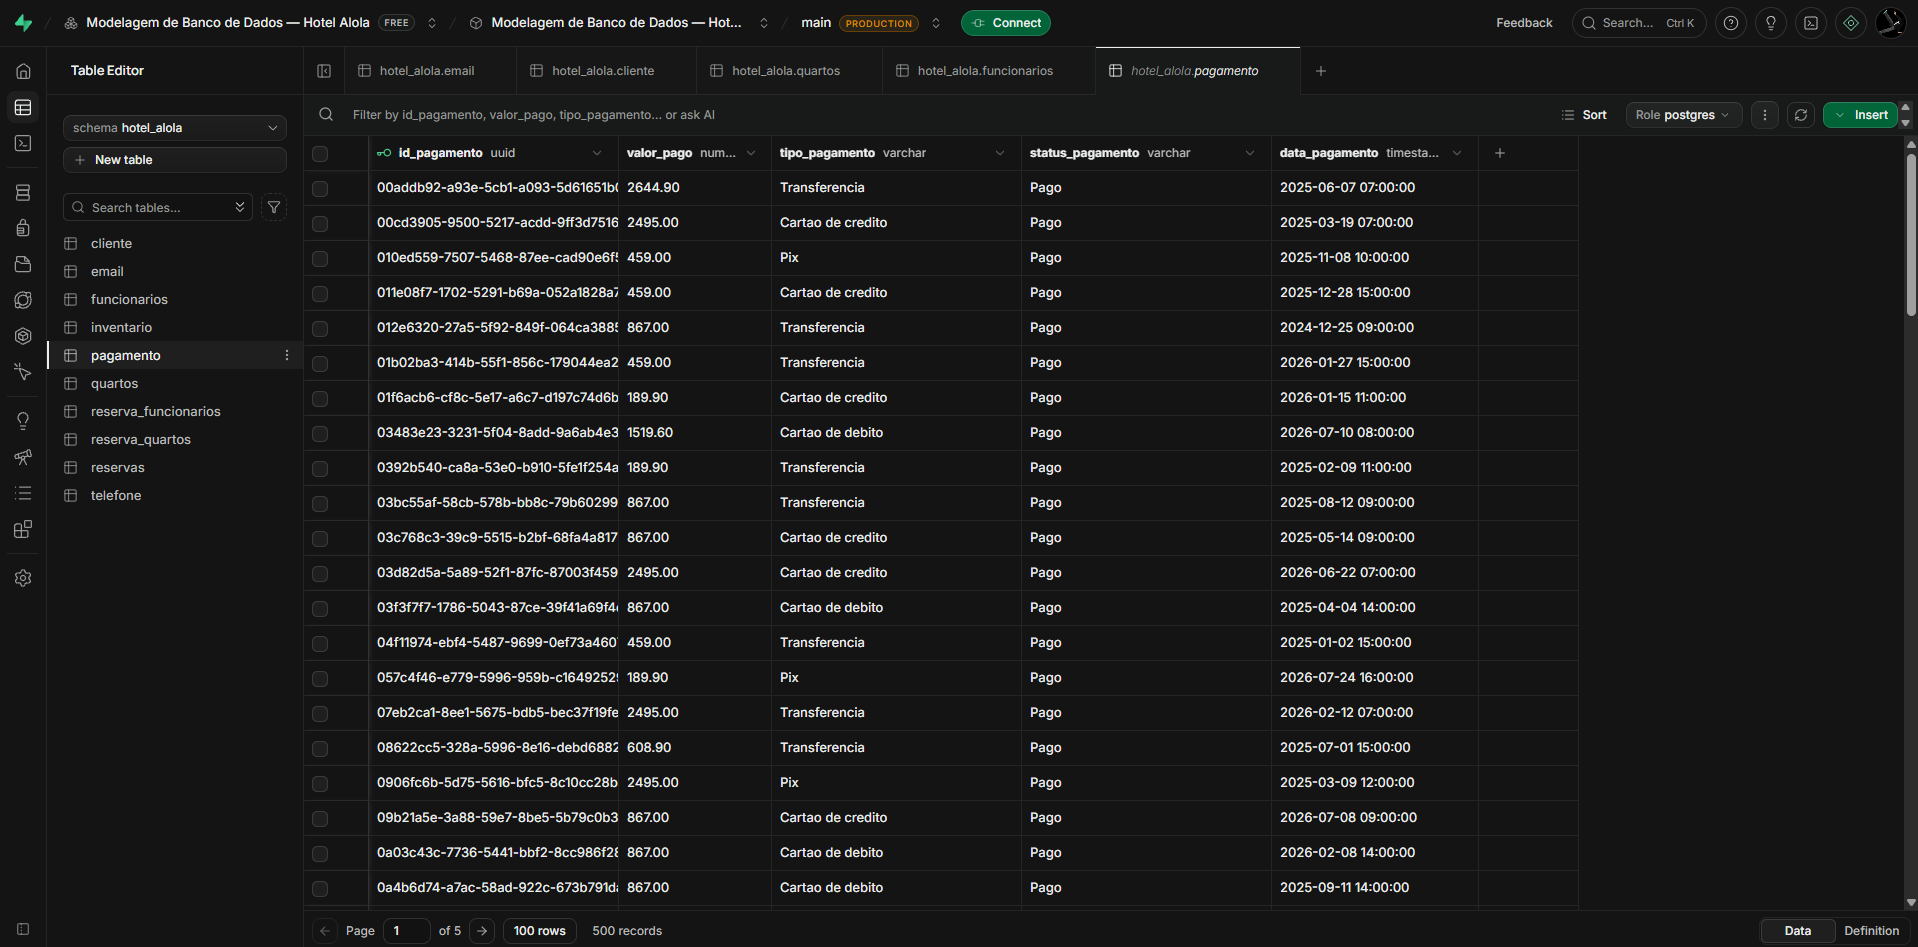 Modelagem de Banco de Dados — Hotel Alola FREE Modelagem de Banco de Dados — Hot... main PRODUCTION Connect Feedback Search... Ctrl K
Table Editor
hotel_alola.email hotel_alola.cliente hotel_alola.quartos hotel_alola.funcionarios hotel_alola.pagamento
schema hotel_alola
New table
Search tables...
cliente
email
funcionarios
inventario
pagamento
quartos
reserva_funcionarios
reserva_quartos
reservas
telefone
Filter by id_pagamento, valor_pago, tipo_pagamento... or ask AI Sort Role postgres Insert
id_pagamento uuid valor_pago num... tipo_pagamento varchar status_pagamento varchar data_pagamento timesta...
00addb92-a93e-5cb1-a093-5d61651b 2644.90 Transferencia Pago 2025-06-07 07:00:00
00cd3905-9500-5217-acdd-9ff3d7516 2495.00 Cartao de credito Pago 2025-03-19 07:00:00
010ed559-7507-5468-87ee-cad90e6f 459.00 Pix Pago 2025-11-08 10:00:00
011e08f7-1702-5291-b69a-052a1828a7 459.00 Cartao de credito Pago 2025-12-28 15:00:00
012e6320-27a5-5f92-849f-064ca388 867.00 Transferencia Pago 2024-12-25 09:00:00
01b02ba3-414b-55f1-856c-179044ea2 459.00 Transferencia Pago 2026-01-27 15:00:00
01f6acb6-cf8c-5e17-a6c7-d197c74d6b 189.90 Cartao de credito Pago 2026-01-15 11:00:00
03483e23-3231-5f04-8add-9a6ab4e3 1519.60 Cartao de debito Pago 2026-07-10 08:00:00
0392b540-ca8a-53e0-b910-5fe1f254a 189.90 Transferencia Pago 2025-02-09 11:00:00
03bc55af-58cb-578b-bb8c-79b60299 867.00 Transferencia Pago 2025-08-12 09:00:00
03c768c3-39c9-5515-b2bf-68fa4a817 867.00 Cartao de credito Pago 2025-05-14 09:00:00
03d82d5a-5a89-52f1-87fc-87003f459 2495.00 Cartao de credito Pago 2026-06-22 07:00:00
03f3f7f7-1786-5043-87ce-39f41a69f4 867.00 Cartao de debito Pago 2025-04-04 14:00:00
04f11974-ebf4-5487-9699-0ef73a460 459.00 Transferencia Pago 2025-01-02 15:00:00
057c4f46-e779-5996-959b-c1649252 189.90 Pix Pago 2026-07-24 16:00:00
07eb2ca1-8ee1-5675-bdb5-bec37f19fe 2495.00 Transferencia Pago 2026-02-12 07:00:00
08622cc5-328a-5996-8e16-debd6882 608.90 Transferencia Pago 2025-07-01 15:00:00
0906fc6b-5d75-5616-bfc5-8c10cc28b 2495.00 Pix Pago 2025-03-09 12:00:00
09b21a5e-3a88-59e7-8be5-5b79c0b3 867.00 Cartao de credito Pago 2026-07-08 09:00:00
0a03c43c-7736-5441-bbf2-8cc986f28 867.00 Cartao de debito Pago 2026-02-08 14:00:00
0a4b6d74-a7ac-58ad-922c-673b791d 867.00 Cartao de debito Pago 2025-09-11 14:00:00
Page 1 of 5 100 rows 500 records Data Definition